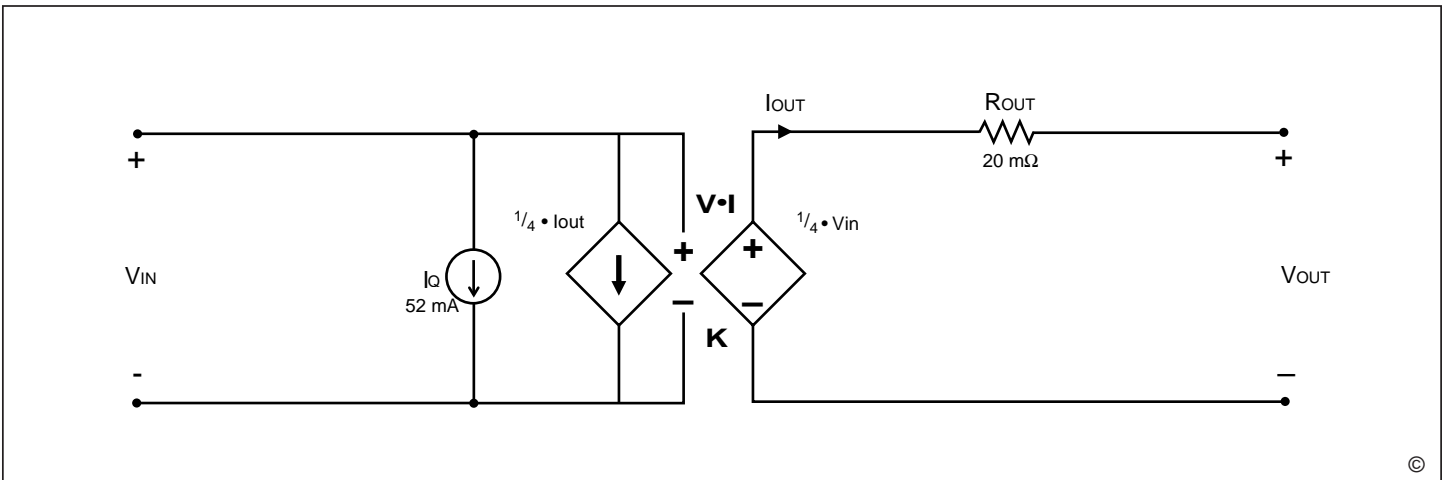 IOUT
ROUT
20 mΩ
+
+
V•I
1/4 • Iout
1/4 • Vin
+
+
VIN
IQ
52 mA
VOUT
–
–
K
-
–
©